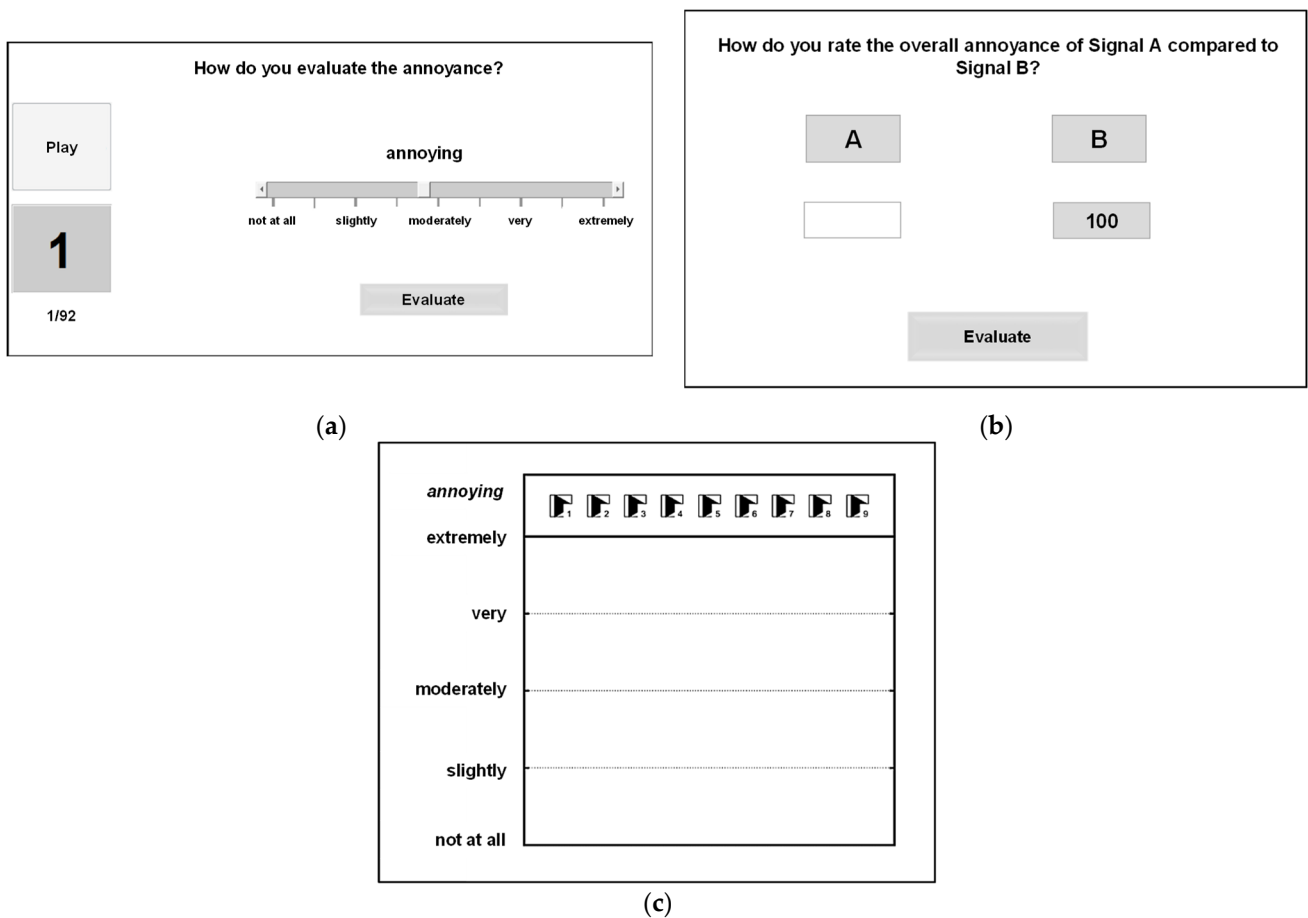 How do you evaluate the annoyance?
Play
annoying
not at all slightly moderately very extremely
1
Evaluate
1/92
(a)
How do you rate the overall annoyance of Signal A compared to
Signal B?
A B
100
Evaluate
(b)
annoying
1 2 3 4 5 6 7 8 9
extremely
very
moderately
slightly
not at all
(c)